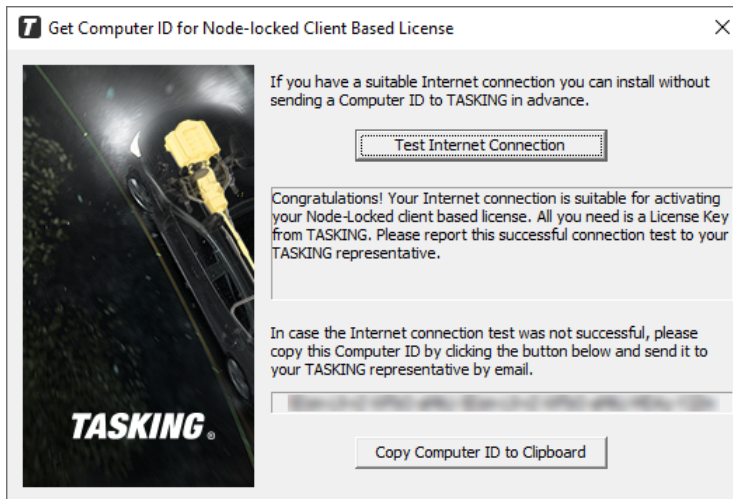 T Get Computer ID for Node-locked Client Based License
If you have a suitable Internet connection you can install without
sending a Computer ID to TASKING in advance.
Test Internet Connection
Congratulations! Your Internet connection is suitable for activating
your Node-Locked client based license. All you need is a License Key
from TASKING. Please report this successful connection test to your
TASKING representative.
In case the Internet connection test was not successful, please
copy this Computer ID by clicking the button below and send it to
your TASKING representative by email.
TASKING®
Copy Computer ID to Clipboard